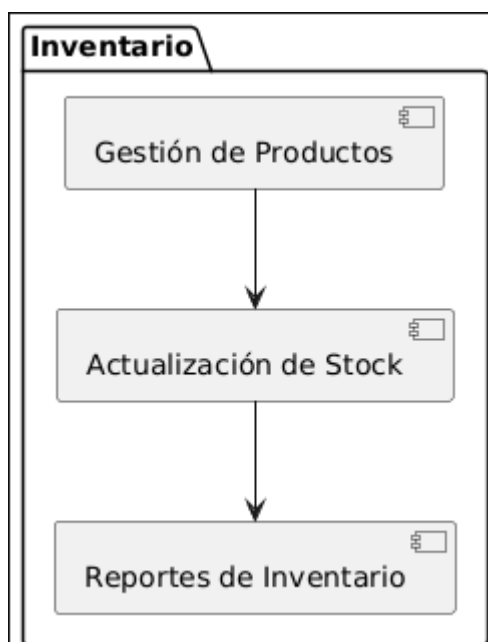 Inventario
Gestión de Productos
Actualización de Stock
Reportes de Inventario